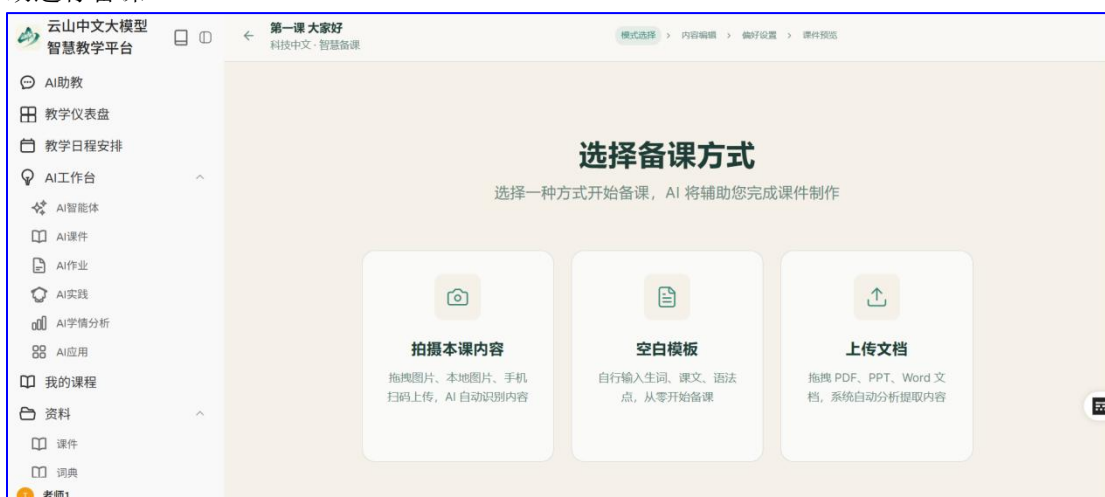 云山中文大模型
智慧教学平台
第一课 大家好
科技中文 · 智慧备课
模式选择 › 内容编辑 › 偏好设置 › 课件预览
AI助教
教学仪表盘
教学日程安排
AI工作台
AI智能体
AI课件
AI作业
AI实践
AI学情分析
AI应用
我的课程
资料
课件
词典
老师1
选择备课方式
选择一种方式开始备课，AI 将辅助您完成课件制作
拍摄本课内容
拖拽图片、本地图片、手机
扫码上传，AI 自动识别内容
空白模板
自行输入生词、课文、语法
点，从零开始备课
上传文档
拖拽 PDF、PPT、Word 文
档，系统自动分析提取内容